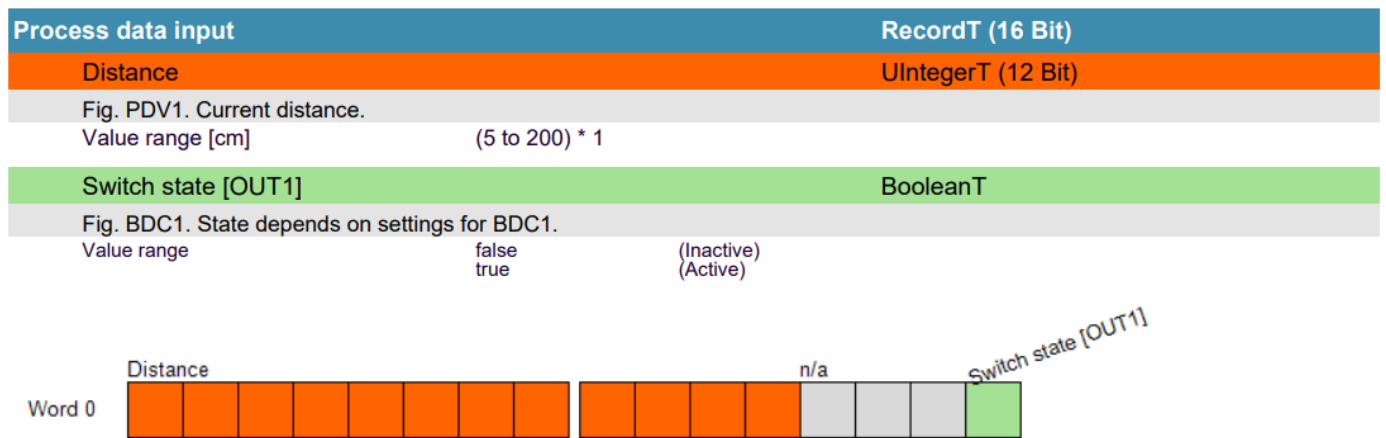 Process data input RecordT (16 Bit)
Distance UIntegerT (12 Bit)
Fig. PDV1. Current distance.
Value range [cm] (5 to 200) * 1
Switch state [OUT1] BooleanT
Fig. BDC1. State depends on settings for BDC1.
Value range false (Inactive)
true (Active)
Distance n/a Switch state [OUT1]
Word 0